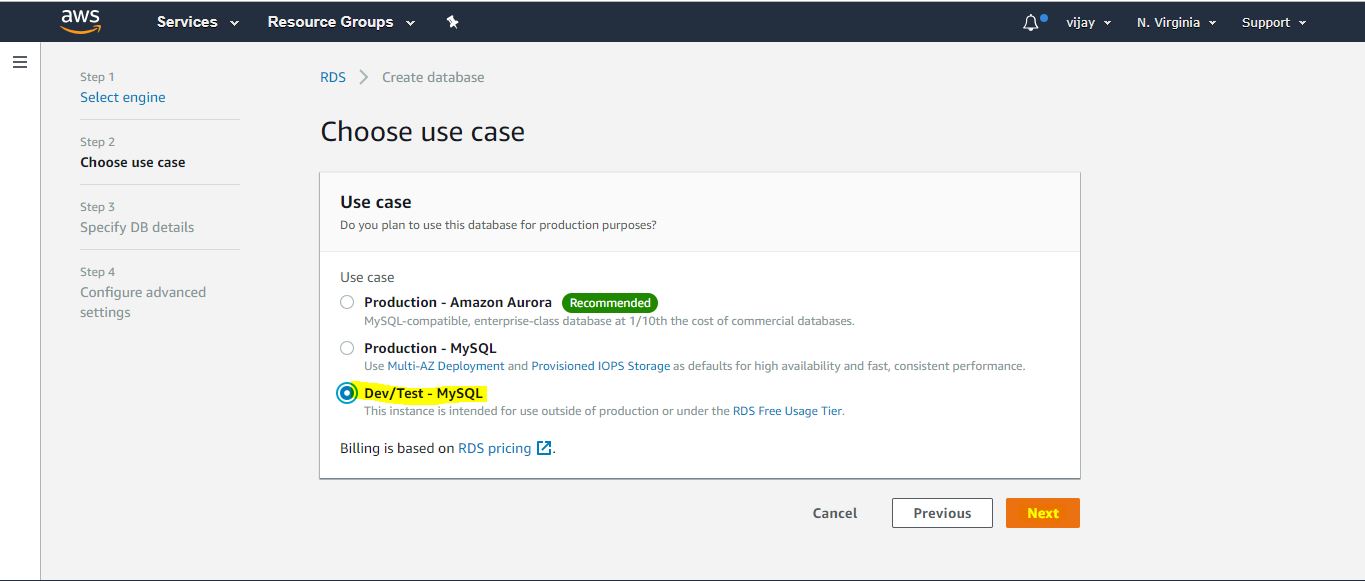 aws Services Resource Groups vijay N. Virginia Support
Step 1
Select engine
Step 2
Choose use case
Step 3
Specify DB details
Step 4
Configure advanced
settings
RDS Create database
Choose use case
Use case
Do you plan to use this database for production purposes?
Use case
Production - Amazon Aurora Recommended
MySQL-compatible, enterprise-class database at 1/10th the cost of commercial databases.
Production - MySQL
Use Multi-AZ Deployment and Provisioned IOPS Storage as defaults for high availability and fast, consistent performance.
Dev/Test - MySQL
This instance is intended for use outside of production or under the RDS Free Usage Tier.
Billing is based on RDS pricing .
Cancel Previous Next